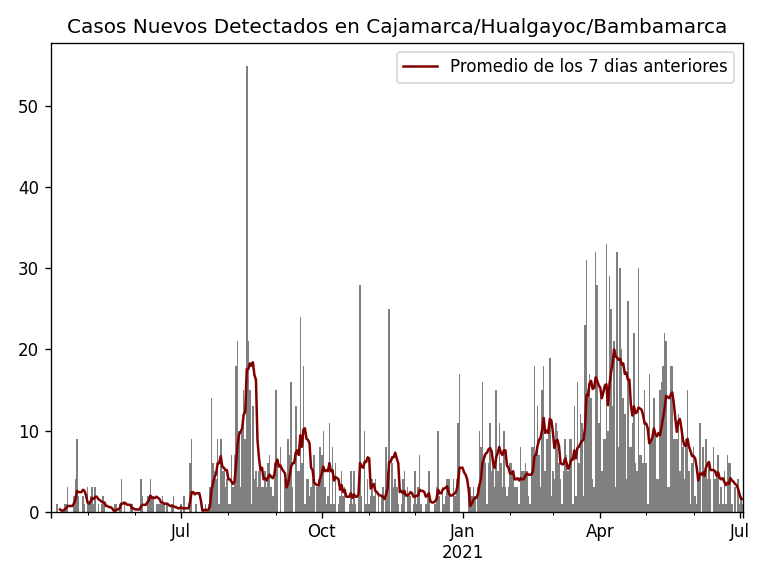 Casos Nuevos Detectados en Cajamarca/Hualgayoc/Bambamarca
Promedio de los 7 dias anteriores
50
40
30
20
10
0
Jul
Oct
Jan
2021
Apr
Jul